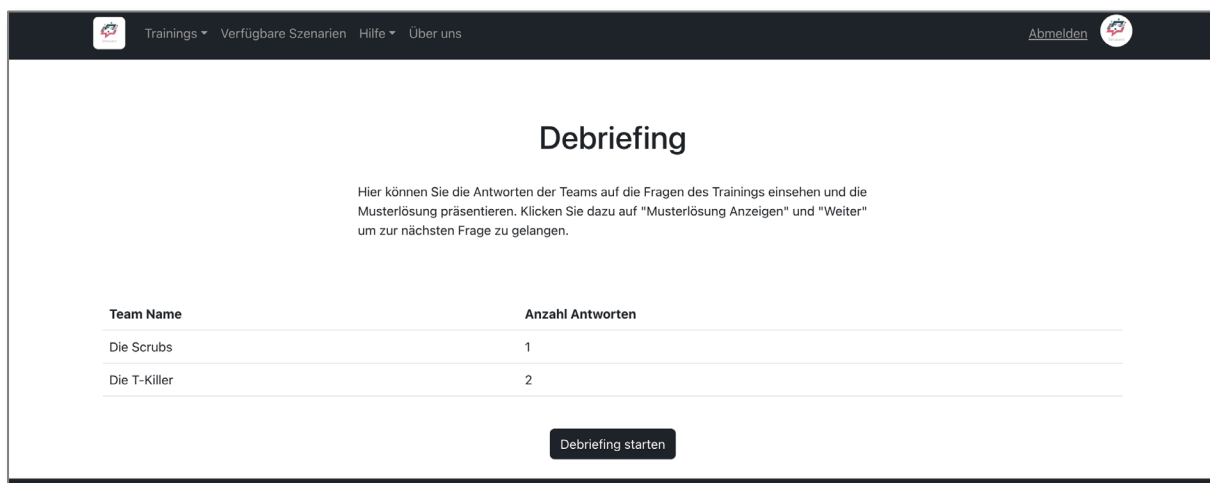 Trainings Verfügbare Szenarien Hilfe Über uns Abmelden
Debriefing
Hier können Sie die Antworten der Teams auf die Fragen des Trainings einsehen und die
Musterlösung präsentieren. Klicken Sie dazu auf "Musterlösung Anzeigen" und "Weiter"
um zur nächsten Frage zu gelangen.
Team Name Anzahl Antworten
Die Scrubs 1
Die T-Killer 2
Debriefing starten